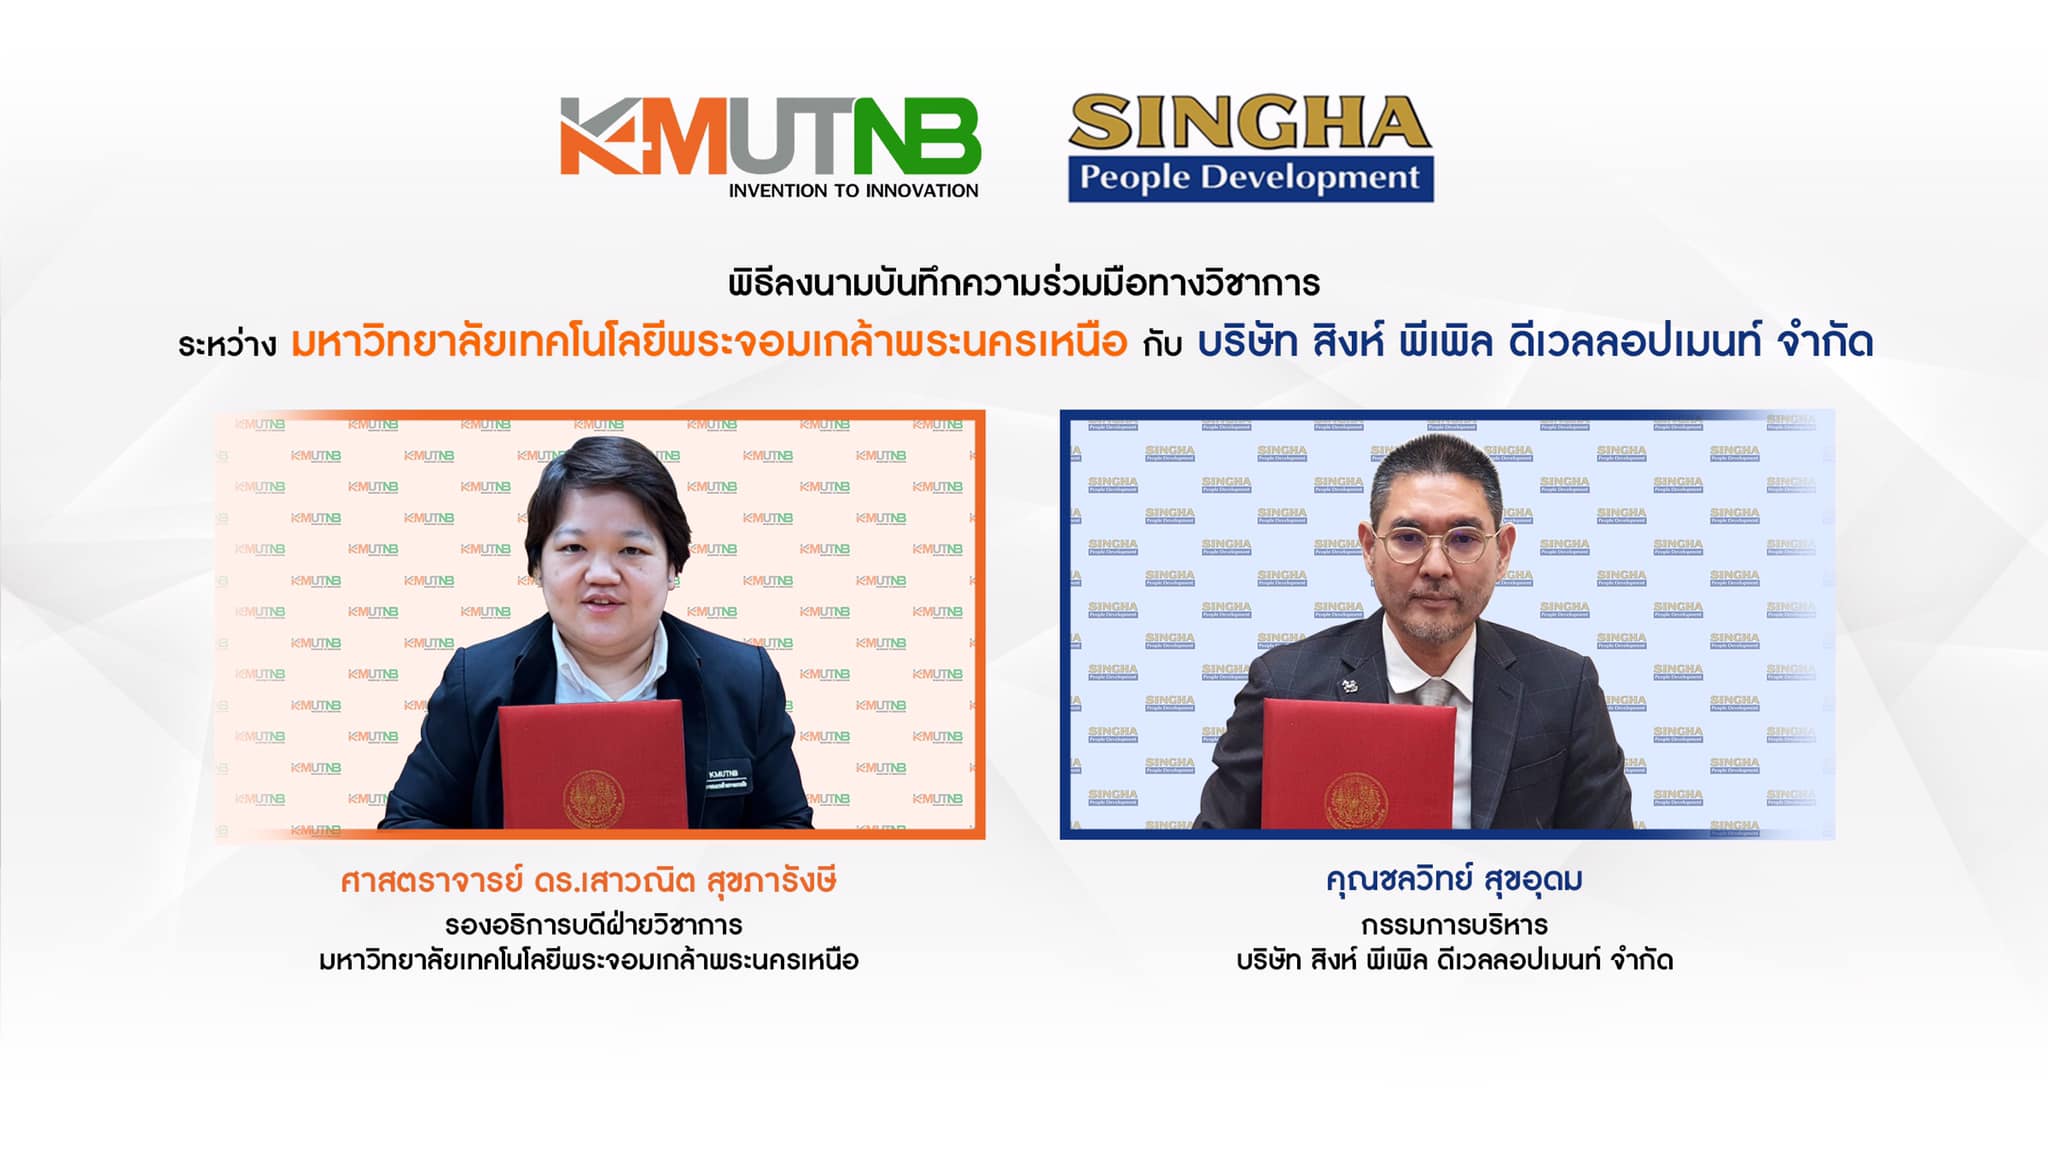 KMUTNB
INVENTION TO INNOVATION
SINGHA
People Development
พิธีลงนามบันทึกความร่วมมือทางวิชาการ
ระหว่าง มหาวิทยาลัยเทคโนโลยีพระจอมเกล้าพระนครเหนือ กับ บริษัท สิงห์ พีเพิล ดีเวลลอปเมนท์ จำกัด
KMUTNB
ศาสตราจารย์ ดร.เสาวณิต สุขภารังษี
รองอธิการบดีฝ่ายวิชาการ
มหาวิทยาลัยเทคโนโลยีพระจอมเกล้าพระนครเหนือ
SINGHA
People Development
คุณชลวิทย์ สุขอุดม
กรรมการบริหาร
บริษัท สิงห์ พีเพิล ดีเวลลอปเมนท์ จำกัด